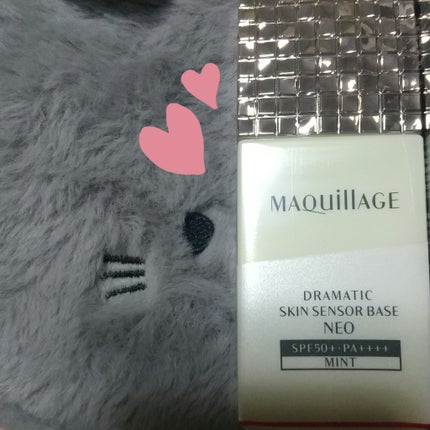 MAQuillAGE
DRAMATIC
SKIN SENSOR BASE
NEO
SPF50+・PA++++
MINT